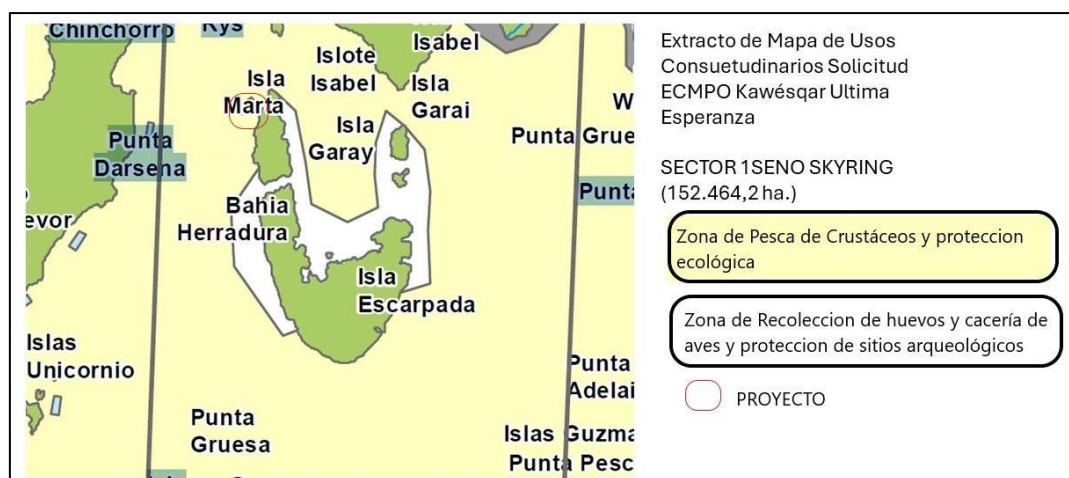 Chinchorro
Rys
Isabel
Islote
Isabel
Isla
Marta
Isla
Garai
Isla
Garay
W
Punta Grue
Punta
Darsena
Punta
evor
Bahia
Herradura
Isla
Escarpada
Islas
Unicornio
Punta
Adelai
Punta
Gruesa
Islas Guzma
Punta Pesc
Extracto de Mapa de Usos
Consuetudinarios Solicitud
ECMPO Kawésqar Ultima
Esperanza
SECTOR 1SENO SKYRING
(152.464,2 ha.)
Zona de Pesca de Crustáceos y proteccion
ecológica
Zona de Recoleccion de huevos y cacería de
aves y proteccion de sitios arqueológicos
PROYECTO